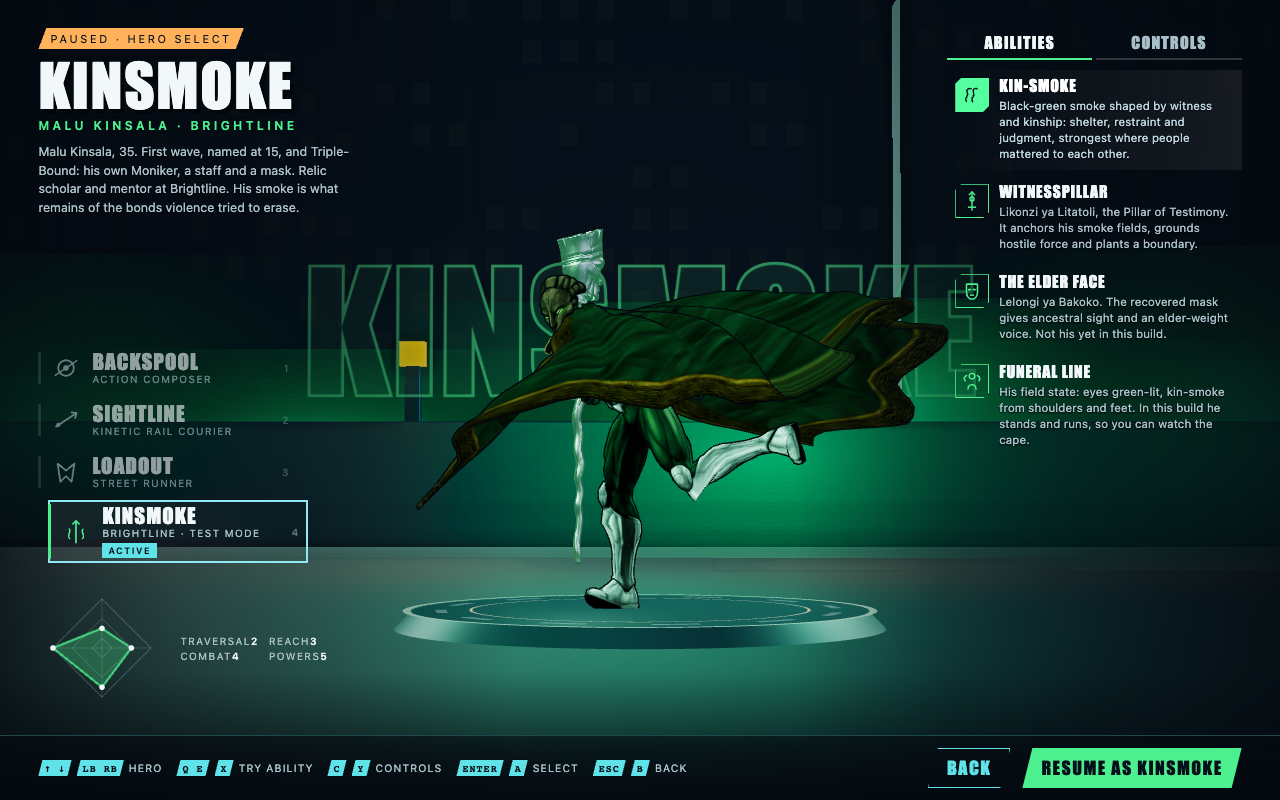 PAUSED · HERO SELECT
KINSMOKE
MALU KINSALA · BRIGHTLINE
Malu Kinsala, 35. First wave, named at 15, and Triple-
Bound: his own Moniker, a staff and a mask. Relic
scholar and mentor at Brightline. His smoke is what
remains of the bonds violence tried to erase.
KINSMOKE
BACKSPOOL 1
ACTION COMPOSER
SIGHTLINE 2
KINETIC RAIL COURIER
LOADOUT 3
STREET RUNNER
KINSMOKE
BRIGHTLINE · TEST MODE 4
ACTIVE
TRAVERSAL2 REACH3
COMBAT4 POWERS5
ABILITIES CONTROLS
KIN-SMOKE
Black-green smoke shaped by witness
and kinship: shelter, restraint and
judgment, strongest where people
mattered to each other.
WITNESSPILLAR
Likonzi ya Litatoli, the Pillar of Testimony.
It anchors his smoke fields, grounds
hostile force and plants a boundary.
THE ELDER FACE
Lelongi ya Bakoko. The recovered mask
gives ancestral sight and an elder-weight
voice. Not his yet in this build.
FUNERAL LINE
His field state: eyes green-lit, kin-smoke
from shoulders and feet. In this build he
stands and runs, so you can watch the
cape.
↑ ↓ LB RB HERO Q E X TRY ABILITY C Y CONTROLS ENTER A SELECT ESC B BACK
BACK RESUME AS KINSMOKE